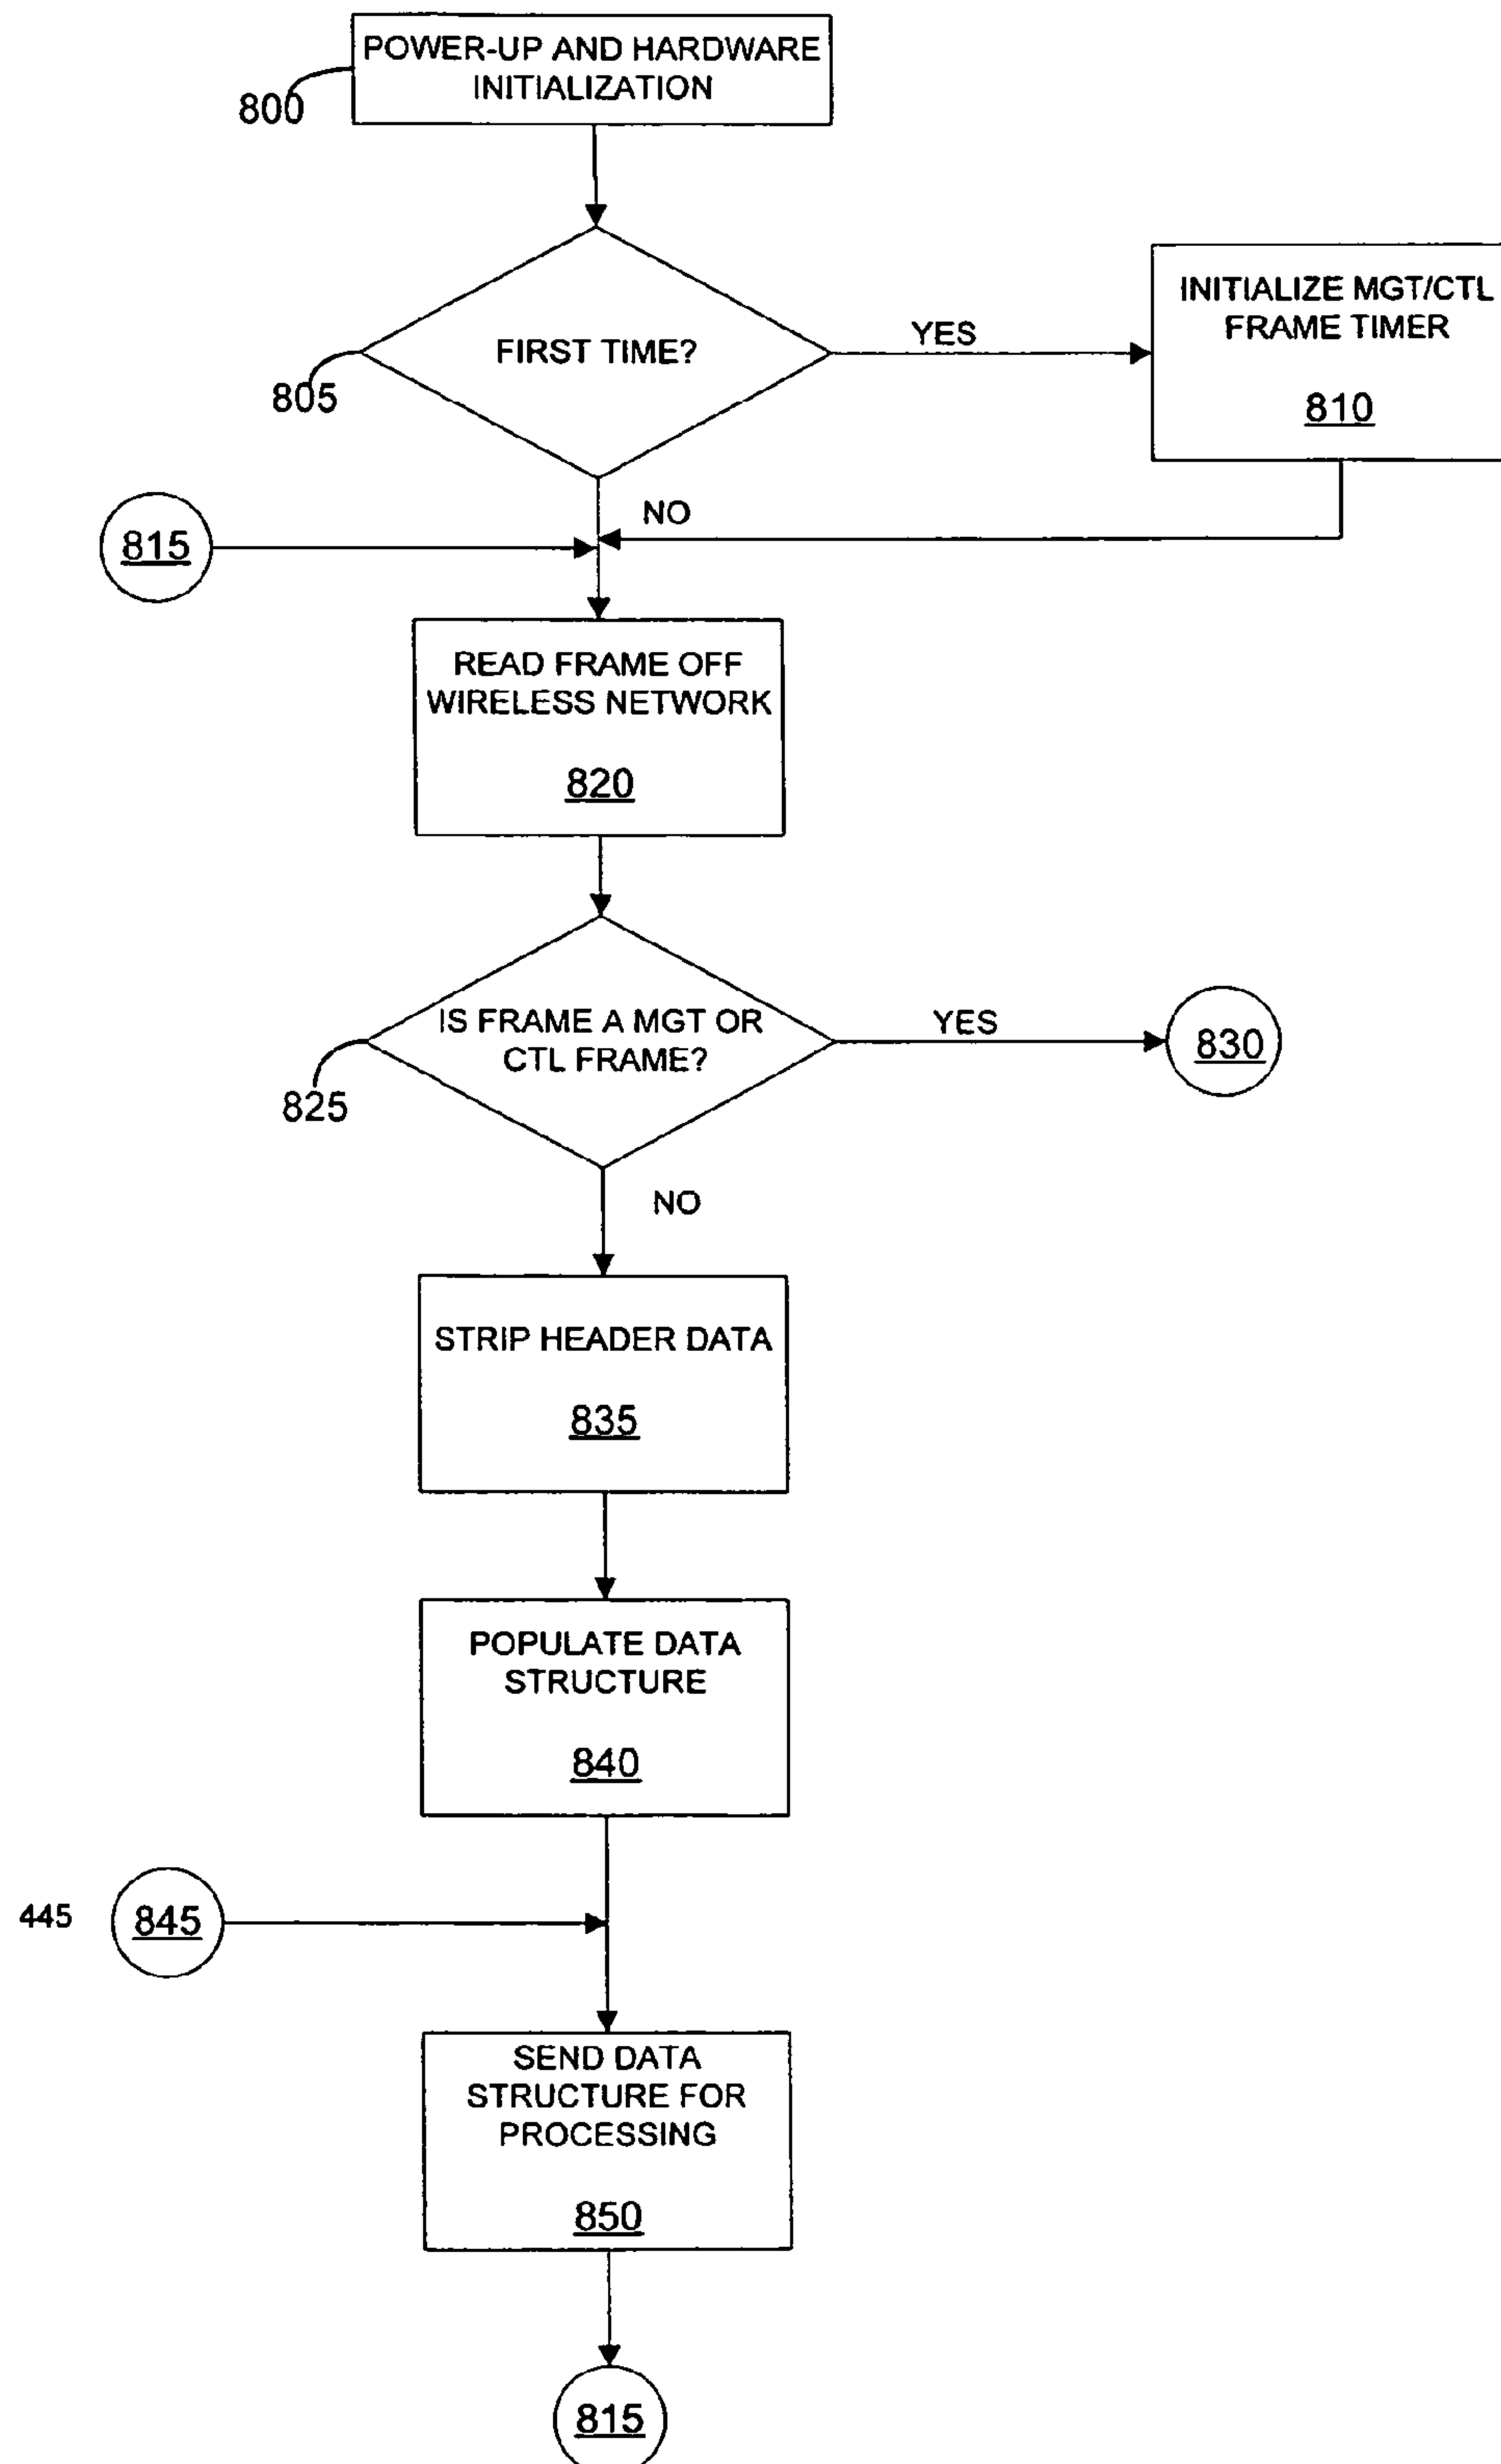 POWER-UP AND HARDWARE
INITIALIZATION
800
FIRST TIME?
805
YES
INITIALIZE MGT/CTL
FRAME TIMER
810
NO
815
READ FRAME OFF
WIRELESS NETWORK
820
IS FRAME A MGT OR
CTL FRAME?
825
YES
830
NO
STRIP HEADER DATA
835
POPULATE DATA
STRUCTURE
840
445
845
SEND DATA
STRUCTURE FOR
PROCESSING
850
815